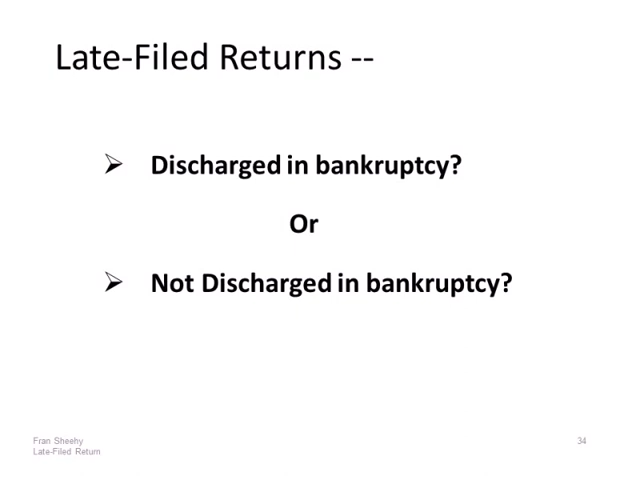 Late-Filed Returns --
➢ Discharged in bankruptcy?
Or
➢ Not Discharged in bankruptcy?
Fran Sheehy
Late-Filed Return
34